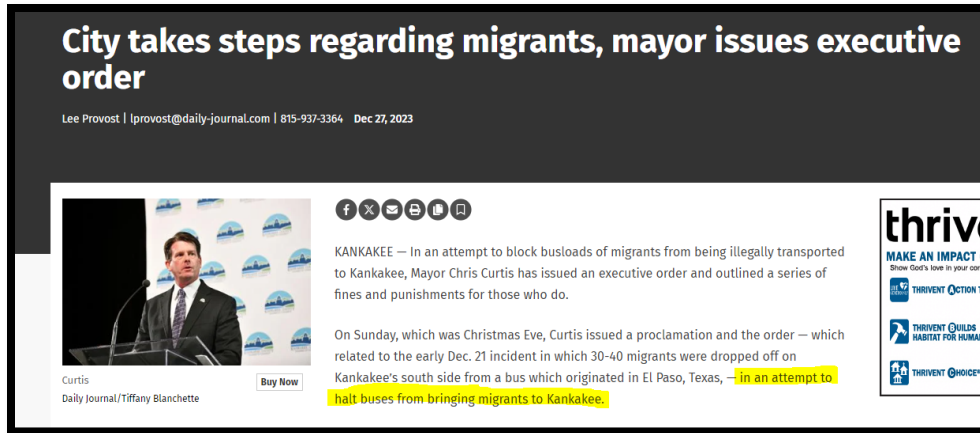 City takes steps regarding migrants, mayor issues executive
order
Lee Provost | lprovost@daily-journal.com | 815-937-3364 Dec 27, 2023
KANKAKEE — In an attempt to block busloads of migrants from being illegally transported
to Kankakee, Mayor Chris Curtis has issued an executive order and outlined a series of
fines and punishments for those who do.
On Sunday, which was Christmas Eve, Curtis issued a proclamation and the order — which
related to the early Dec. 21 incident in which 30-40 migrants were dropped off on
Kankakee's south side from a bus which originated in El Paso, Texas, — in an attempt to
halt buses from bringing migrants to Kankakee.
Curtis
Buy Now
Daily Journal/Tiffany Blanchette
thrive
MAKE AN IMPACT
Show God's love in your com
THRIVENT ACTION T
THRIVENT BUILDS
HABITAT FOR HUMAN
THRIVENT CHOICE